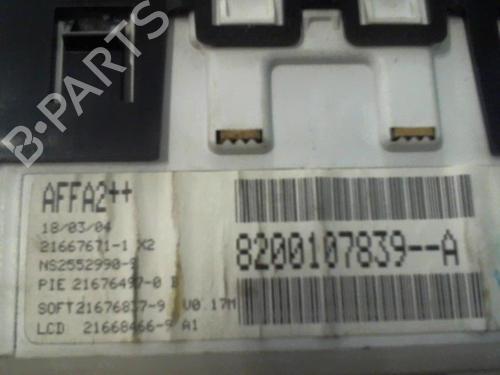 B-PARTS
AFFA2++
18/03/04
21667671-1 X2
NS2552990-9
PIE 21676497-0
SOFT21676837-9 V0.17M
LCD 21668466-9 A1
8200107839--A